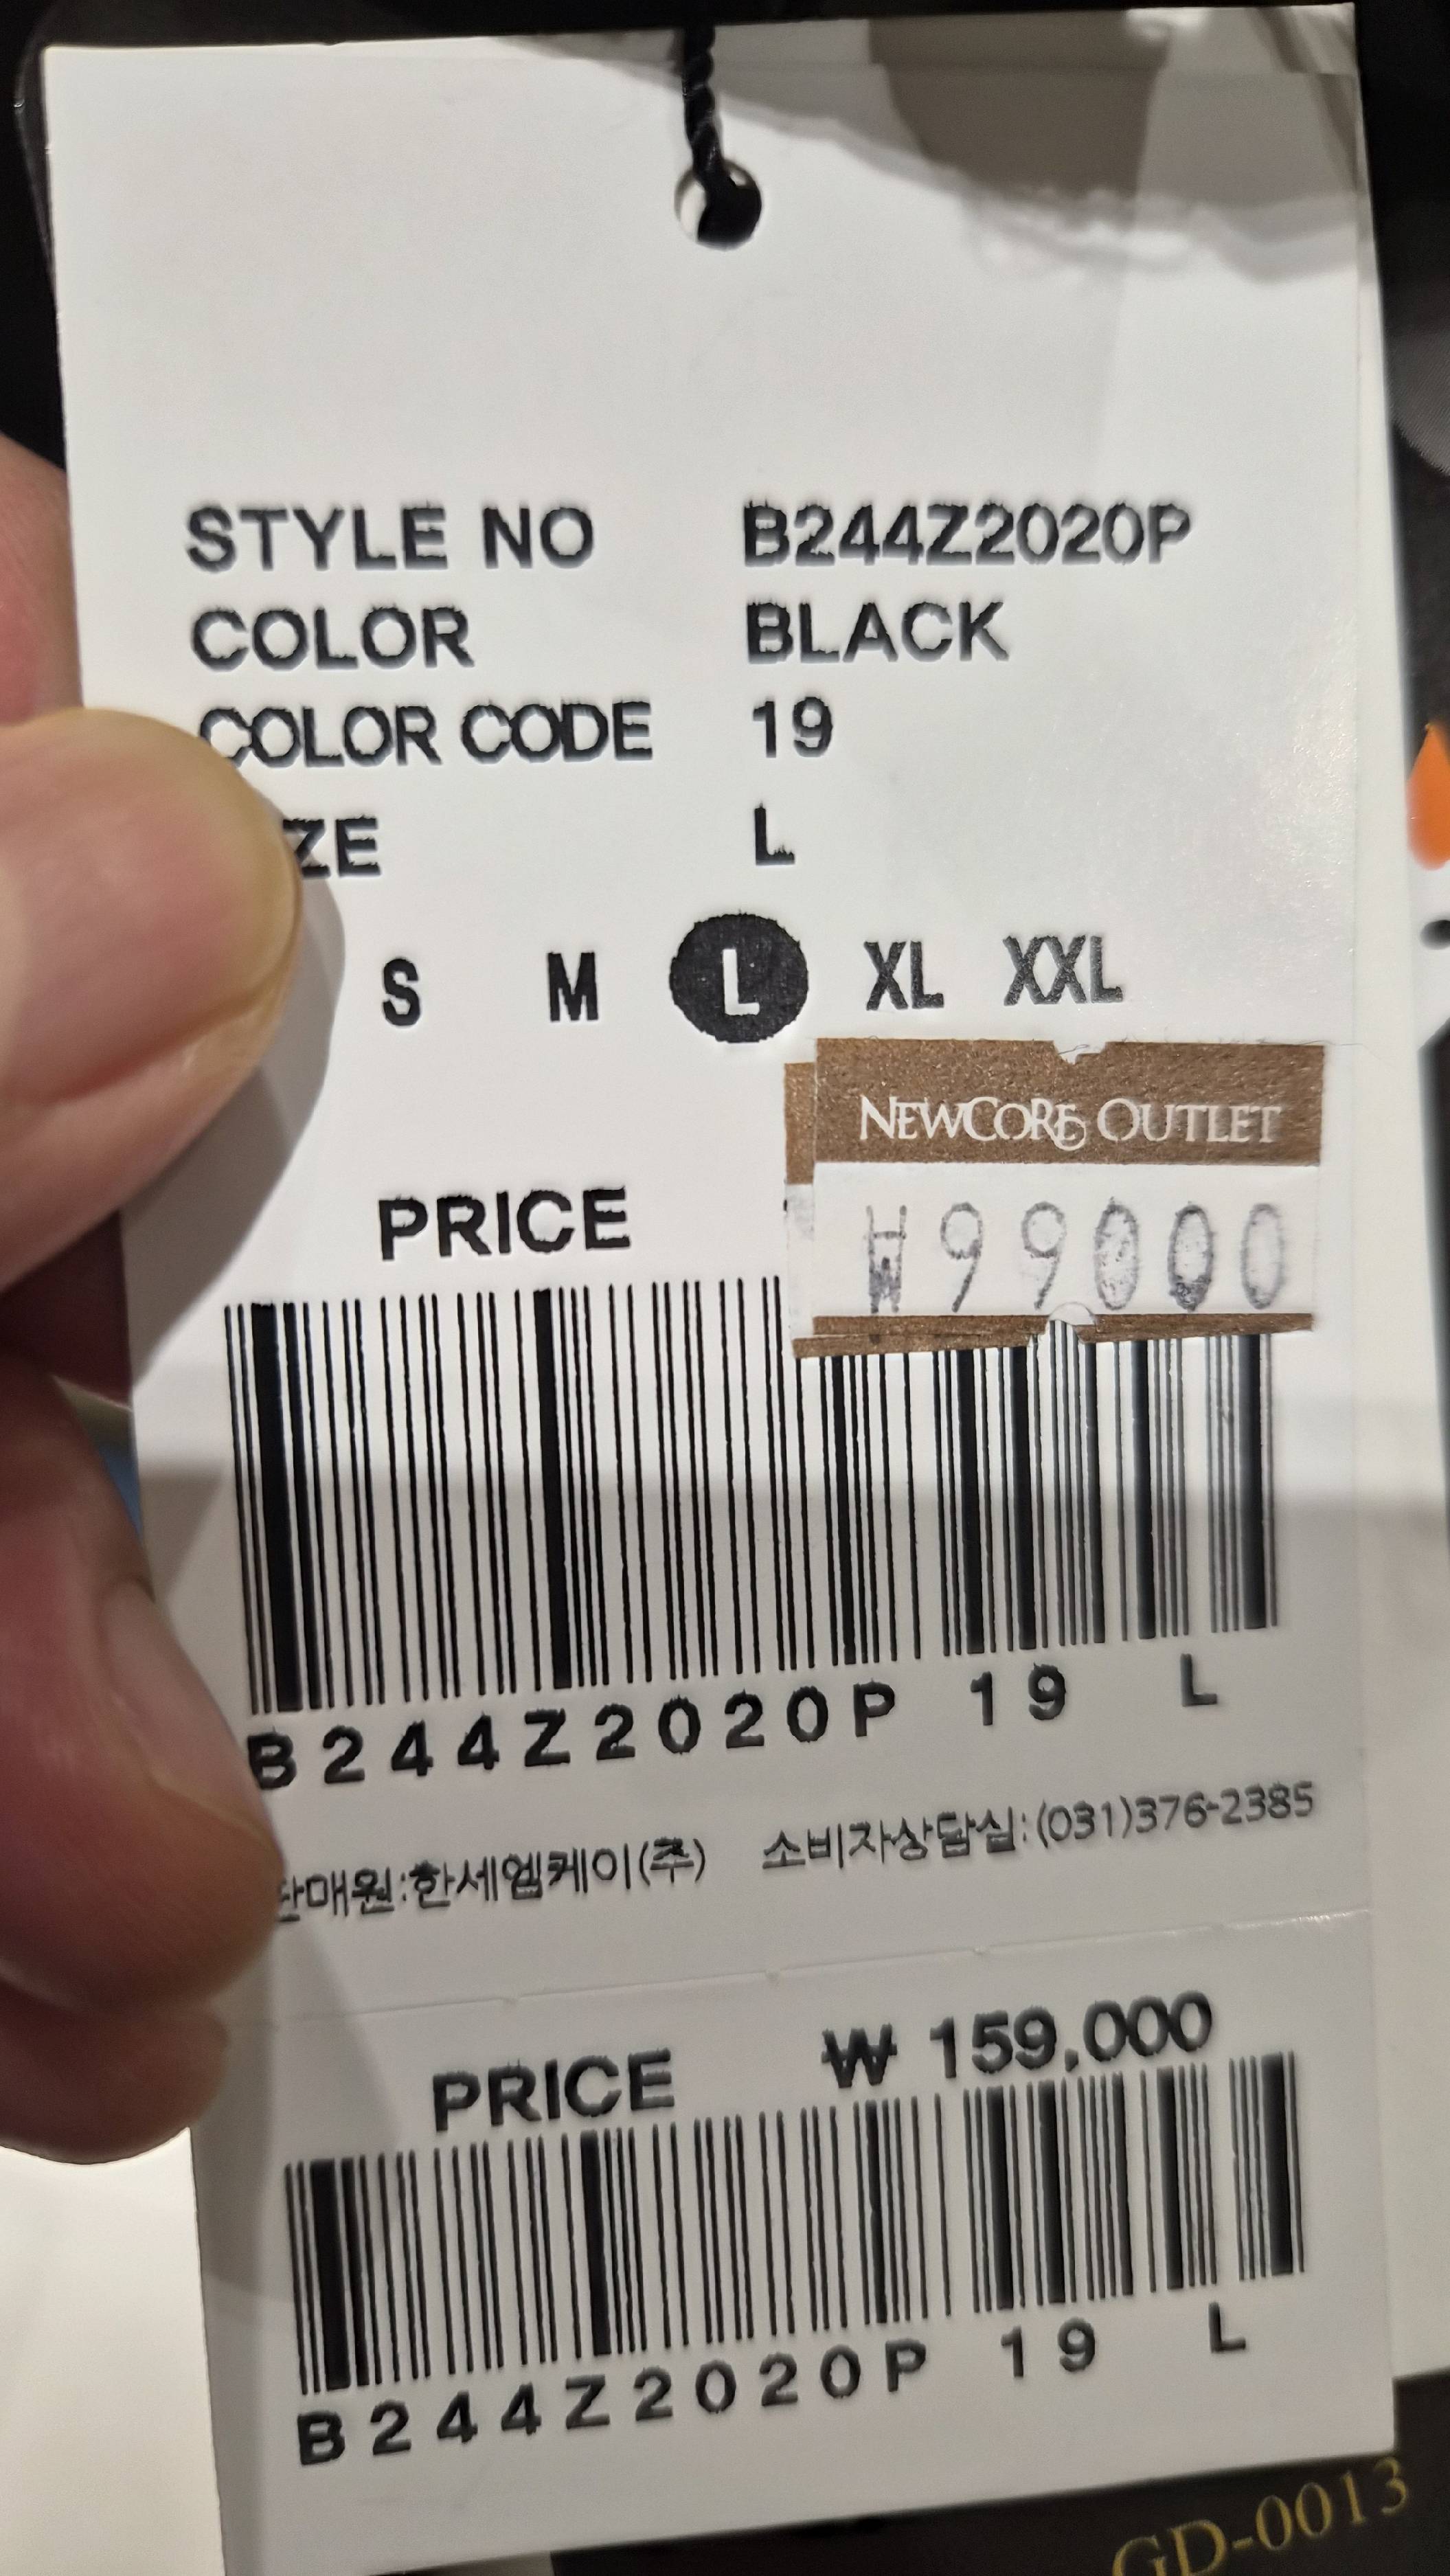 STYLE NO B244Z2020P
COLOR BLACK
COLOR CODE 19
ZE L
S M L XL XXL
NEWCORE OUTLET
PRICE ₩99000
B244Z2020P 19 L
매원:한세엠케이(주) 소비자상담실:(031)376-2385
PRICE ₩ 159,000
B244Z2020P 19 L
GD-0013